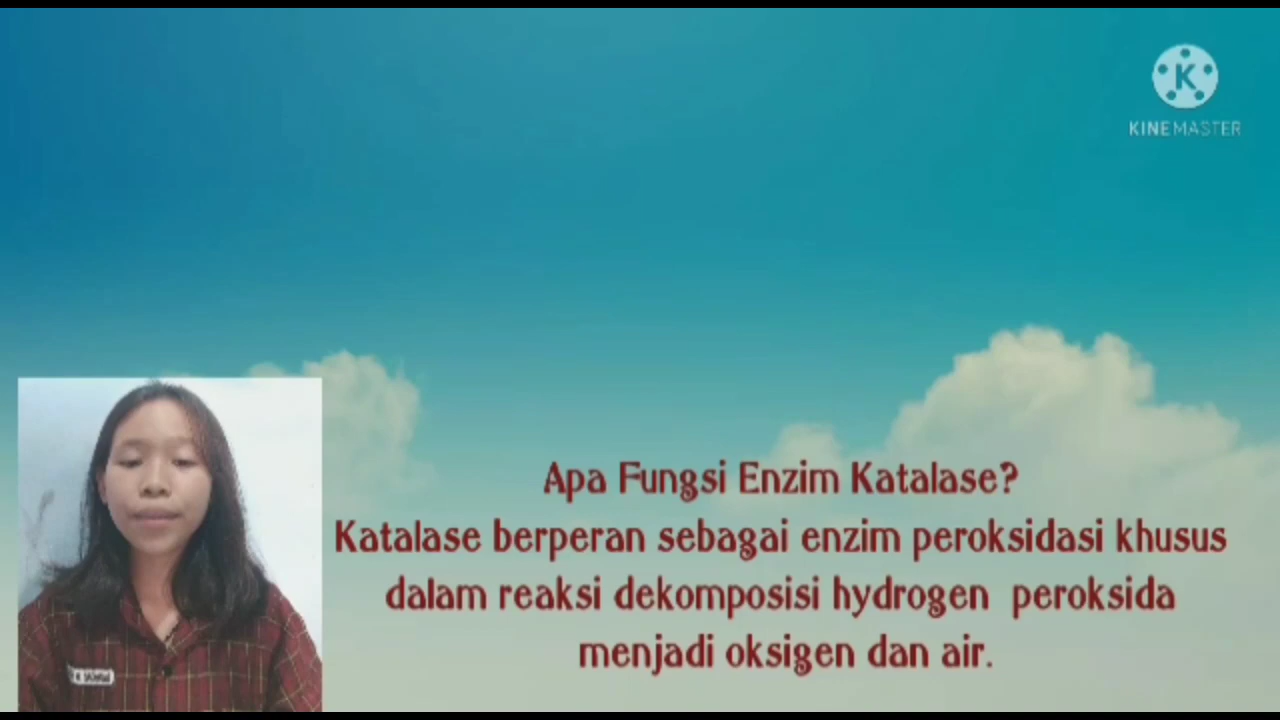 KINEMASTER
Apa Fungsi Enzim Katalase?
Katalase berperan sebagai enzim peroksidasi khusus
dalam reaksi dekomposisi hydrogen peroksida
menjadi oksigen dan air.